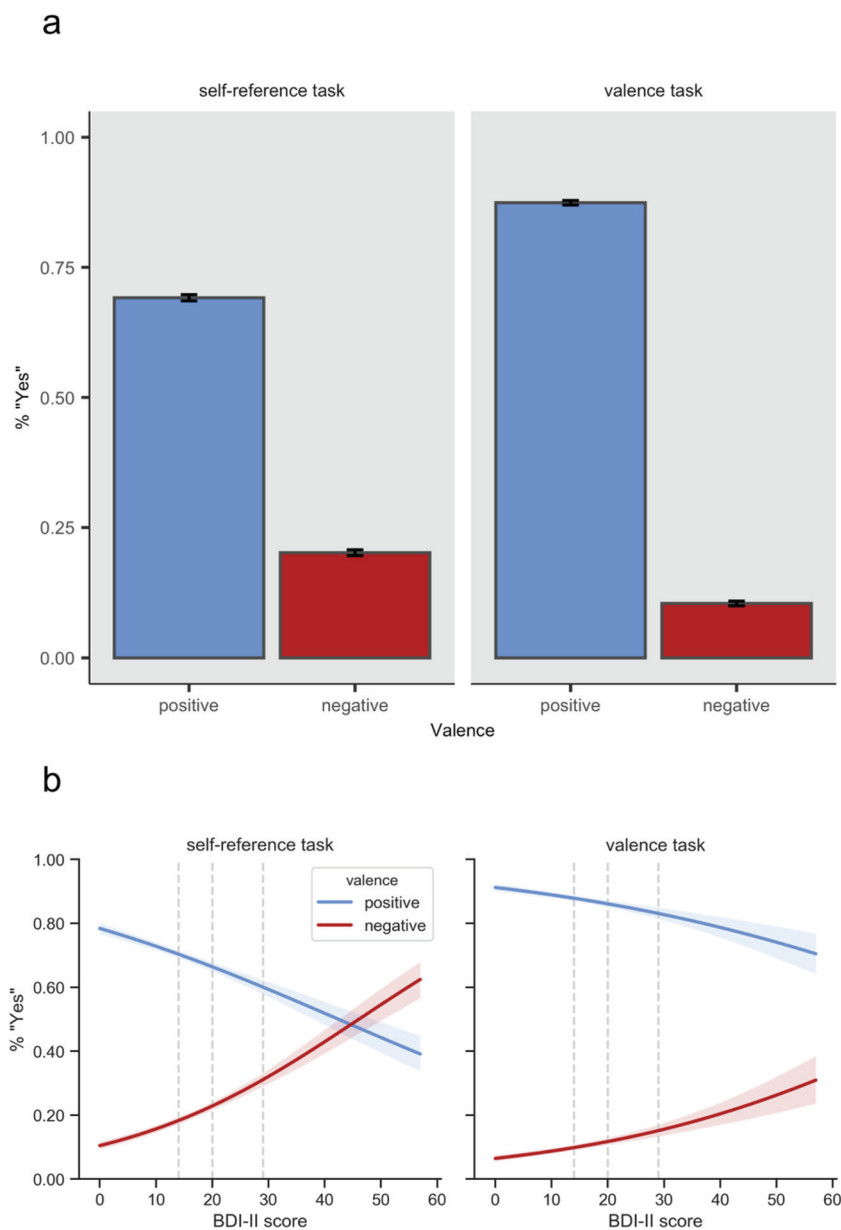 a
self-reference task
valence task
1.00
0.75
0.50
0.25
0.00
% "Yes"
positive
negative
positive
negative
Valence
b
self-reference task
valence task
1.00
0.80
0.60
0.40
0.20
0.00
% "Yes"
valence
positive
negative
0 10 20 30 40 50 60
0 10 20 30 40 50 60
BDI-II score
BDI-II score